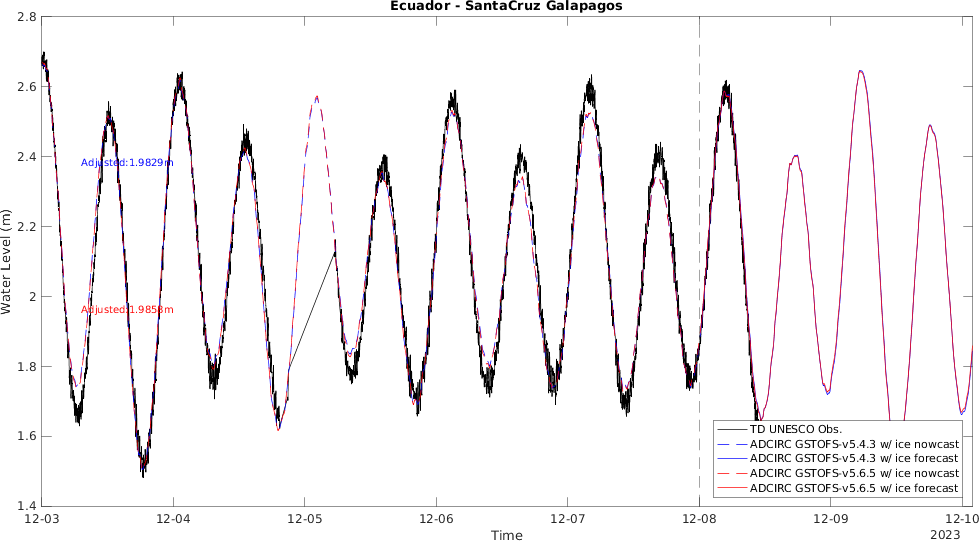 Ecuador - SantaCruz Galapagos
2.8
2.6
2.4
2.2
2
1.8
1.6
1.4
Water Level (m)
Adjusted:1.9829m
Adjusted:1.9858m
TD UNESCO Obs.
ADCIRC GSTOFS-v5.4.3 w/ ice nowcast
ADCIRC GSTOFS-v5.4.3 w/ ice forecast
ADCIRC GSTOFS-v5.6.5 w/ ice nowcast
ADCIRC GSTOFS-v5.6.5 w/ ice forecast
12-03 12-04 12-05 12-06 12-07 12-08 12-09 12-10
Time
2023